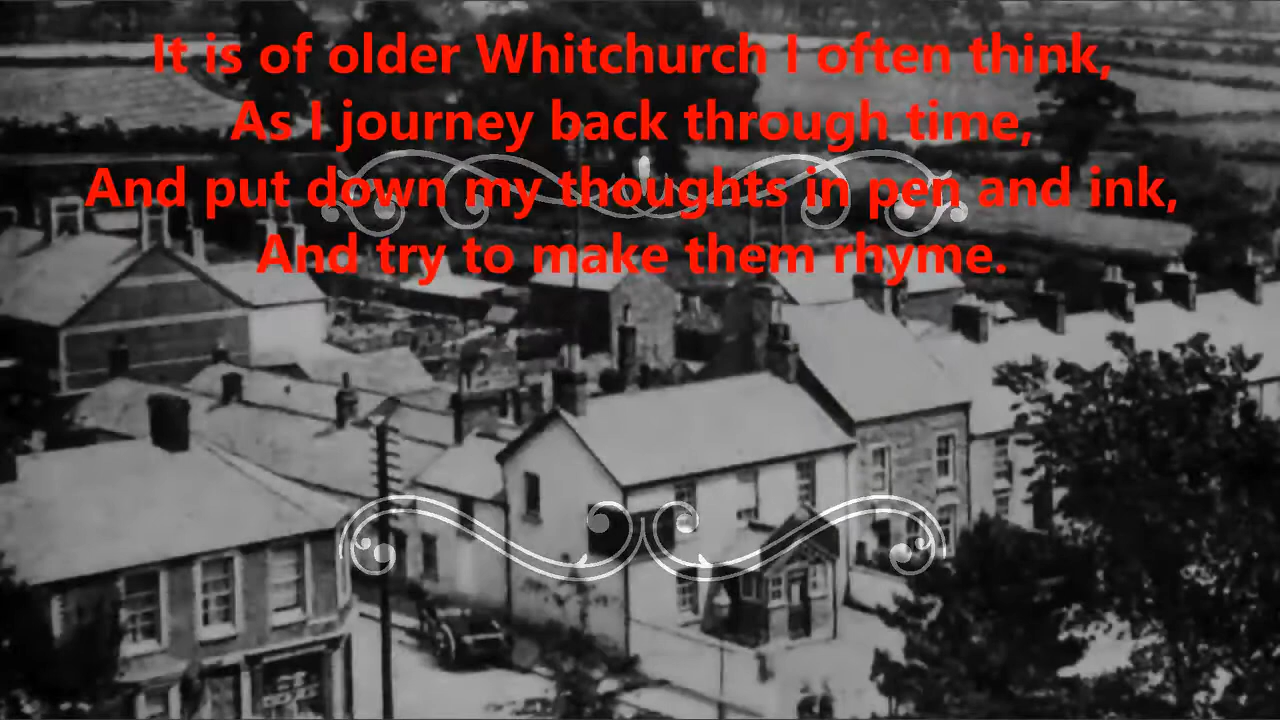 It is of older Whitchurch I often think,
As I journey back through time,
And put down my thoughts in pen and ink,
And try to make them rhyme.